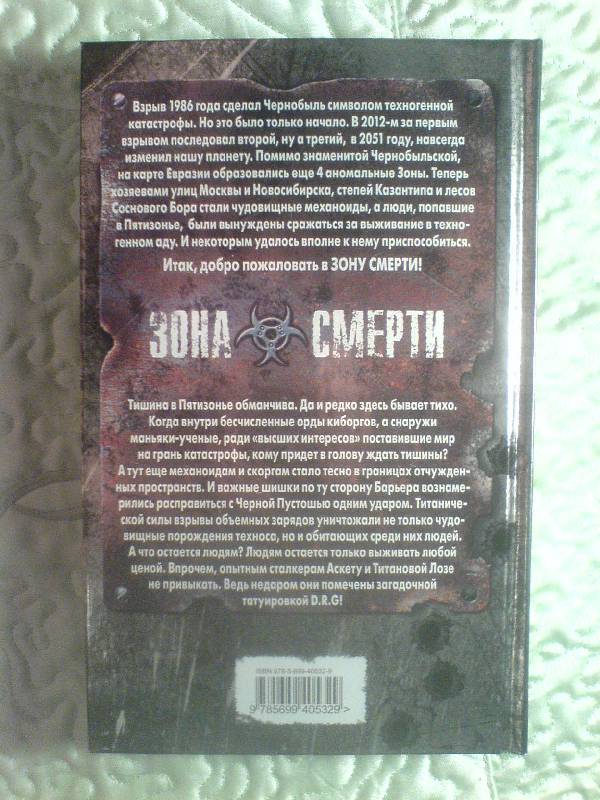 Взрыв 1986 года сделал Чернобыль символом техногенной
катастрофы. Но это было только начало. В 2012-м за первым
взрывом последовал второй, ну а третий, в 2051 году, навсегда
изменил нашу планету. Помимо знаменитой Чернобыльской,
на карте Евразии образовались еще 4 аномальные Зоны. Теперь
хозяевами улиц Москвы и Новосибирска, степей Казантипа и лесов
Соснового Бора стали чудовищные механоиды, а люди, попавшие
в Пятизонье, были вынуждены сражаться за выживание в техно-
генном аду. И некоторым удалось вполне к нему приспособиться.
Итак, добро пожаловать в ЗОНУ СМЕРТИ!
ЗОНА СМЕРТИ
Тишина в Пятизонье обманчива. Да и редко здесь бывает тихо.
Когда внутри бесчисленные орды киборгов, а снаружи
маньяки-ученые, ради «высших интересов» поставившие мир
на грань катастрофы, кому придет в голову ждать тишины?
А тут еще механоидам и скоргам стало тесно в границах отчужден-
ных пространств. И важные шишки по ту сторону Барьера вознаме-
рились расправиться с Черной Пустошью одним ударом. Титаниче-
ской силы взрывы объемных зарядов уничтожали не только чудо-
вищные порождения техноса, но и обитающих среди них людей.
А что остается людям? Людям остается только выживать любой
ценой. Впрочем, опытным сталкерам Аскету и Титановой Лозе
не привыкать. Ведь недаром они помечены загадочной
татуировкой D.R.G!
ISBN 978-5-699-40532-9
9 785699 405329 >